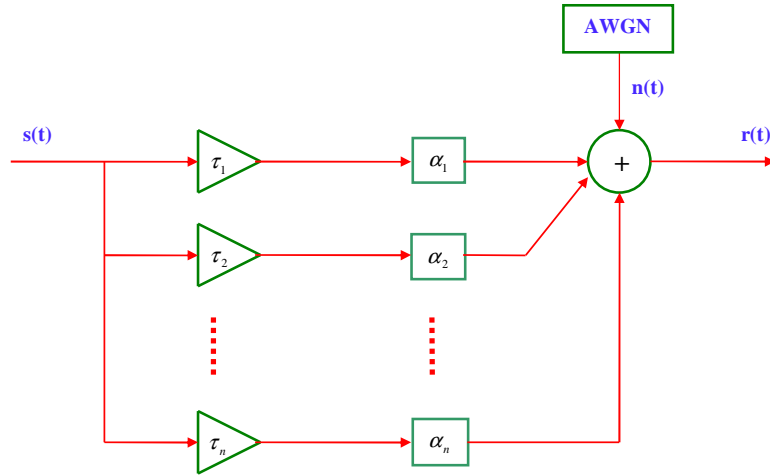 AWGN
n(t)
s(t)
r(t)
τ₁
α₁
+
τ₂
α₂
τₙ
αₙ